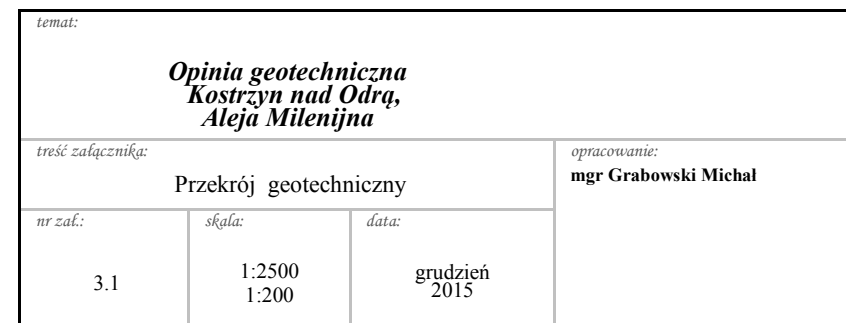 temat:
Opinia geotechniczna
Kostrzyn nad Odrą,
Aleja Milenijna
treść załącznika:
Przekrój geotechniczny
opracowanie:
mgr Grabowski Michał
nr zał.:
3.1
skala:
1:2500
1:200
data:
grudzień
2015